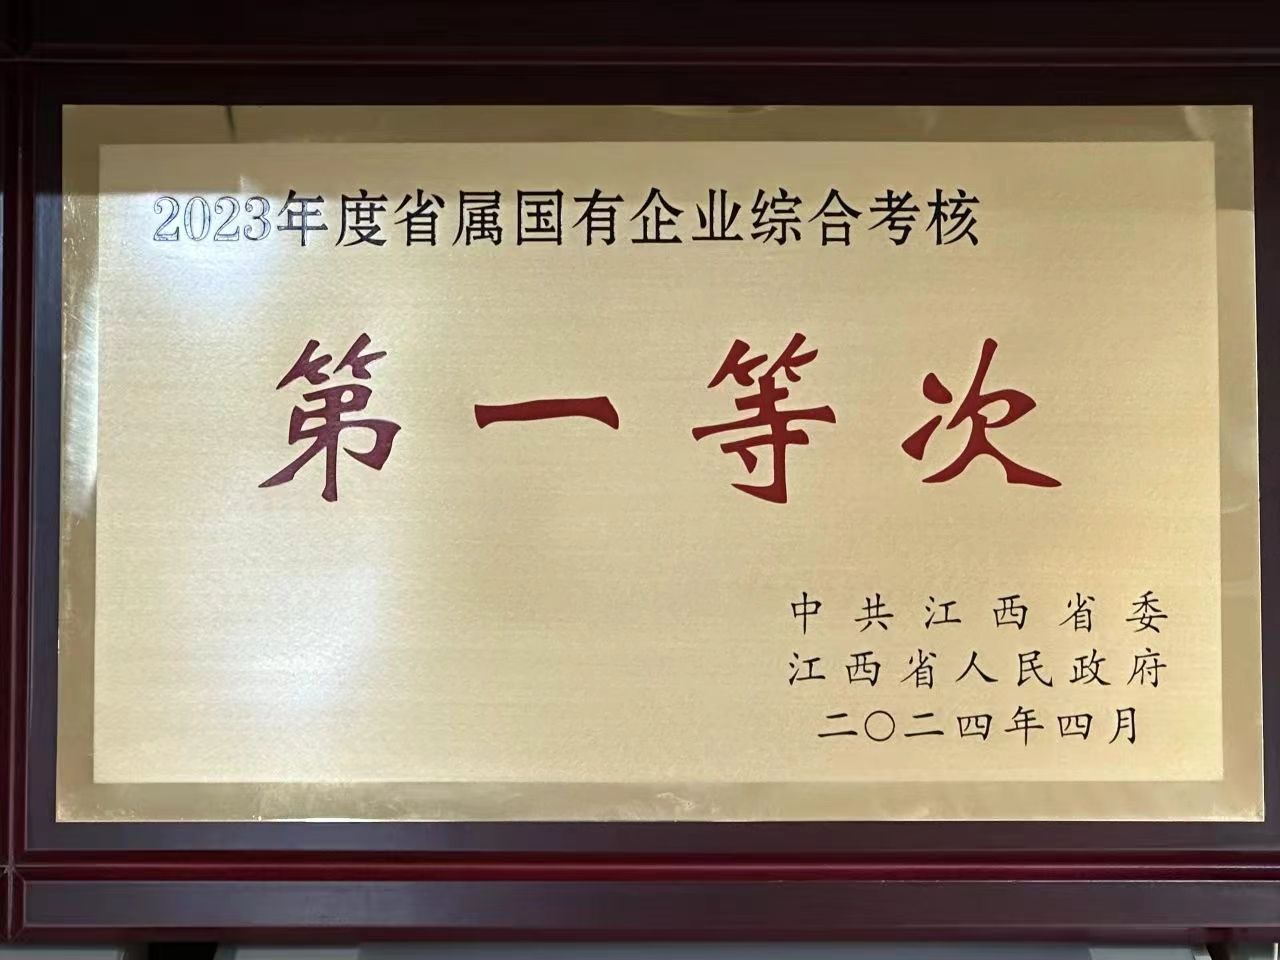 2023年度省属国有企业综合考核
第一等次
中共江西省委
江西省人民政府
二〇二四年四月